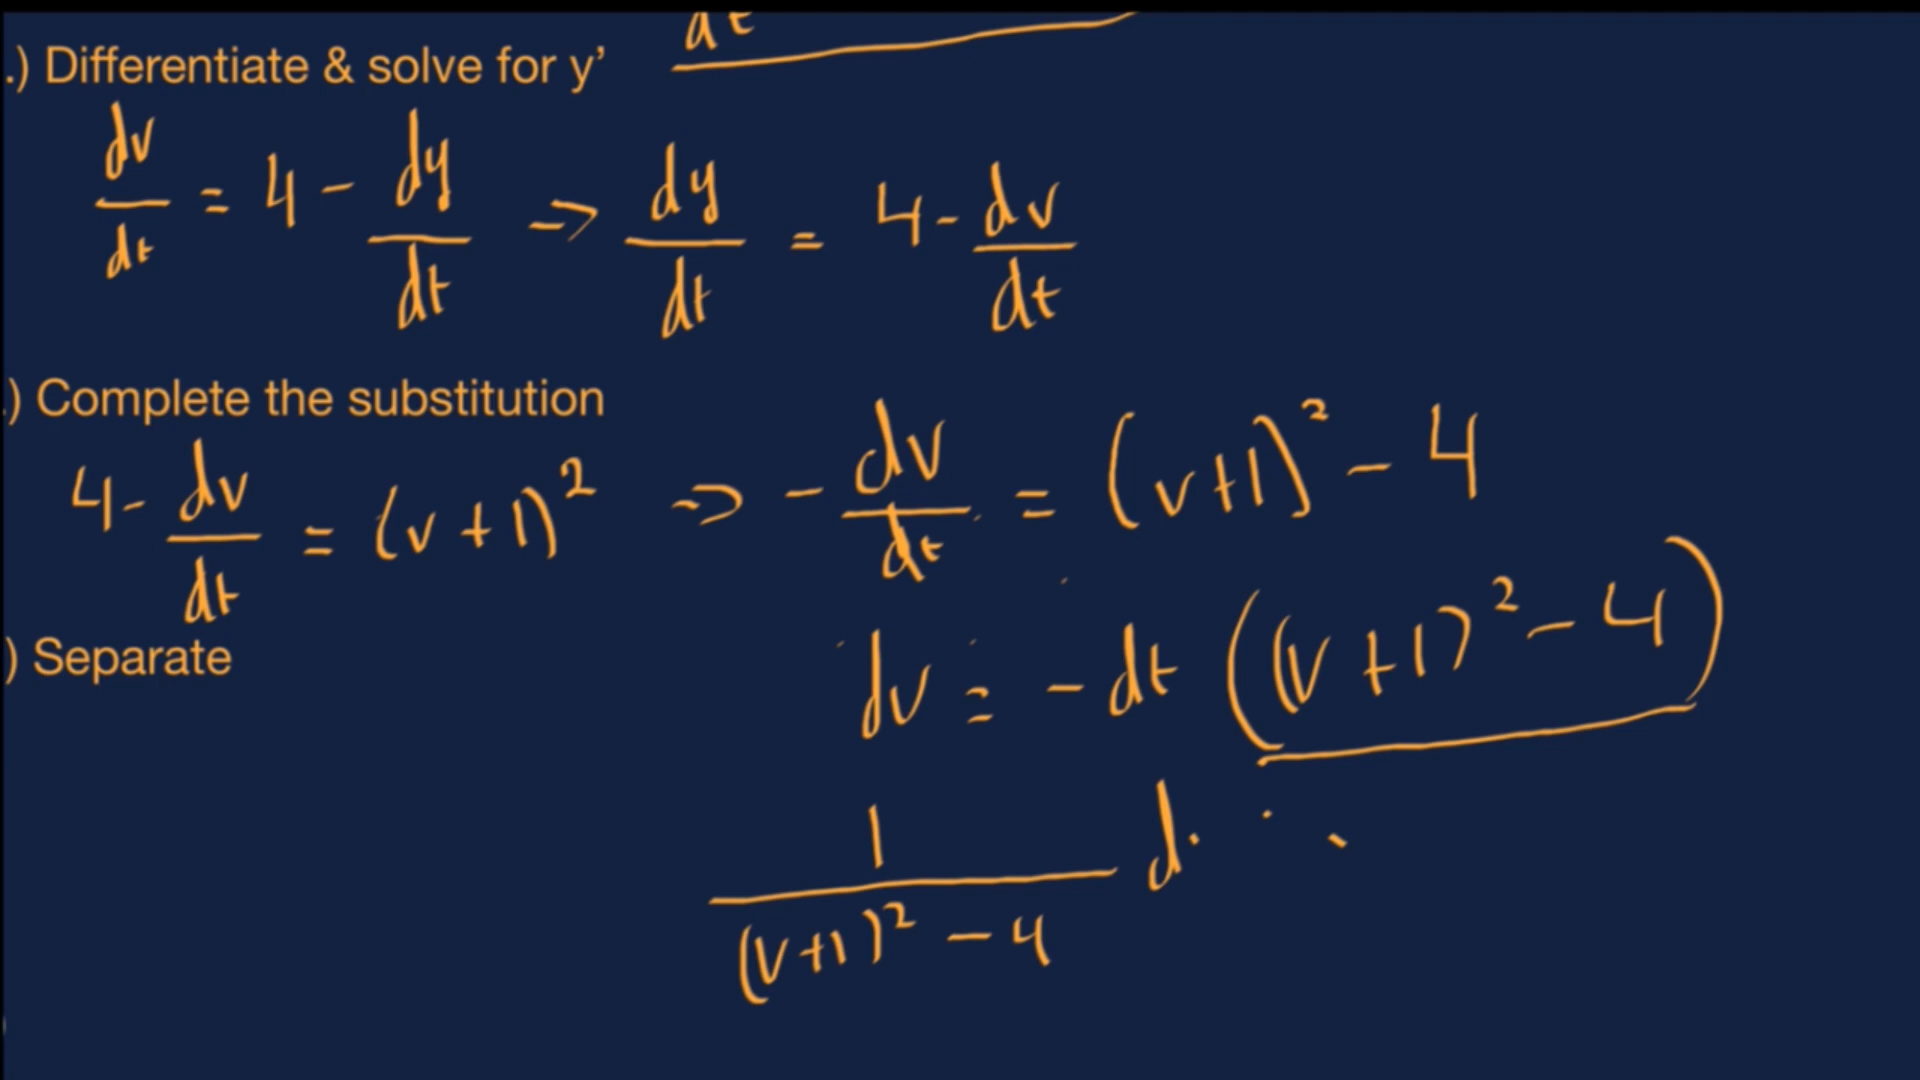 dt
.) Differentiate & solve for y’
dv/dt = 4 - dy/dt → dy/dt = 4 - dv/dt
.) Complete the substitution
4 - dv/dt = (v + 1)² → - dv/dt = (v+1)² - 4
) Separate
dv = - dt ((v+1)² - 4)
1/((v+1)² - 4) d